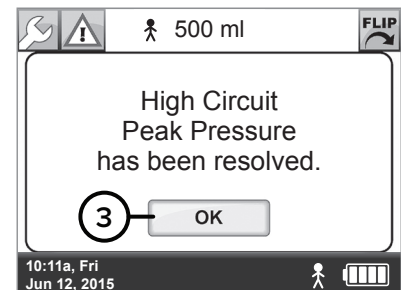 500 ml
FLIP
High Circuit
Peak Pressure
has been resolved.
3
OK
10:11a, Fri
Jun 12, 2015